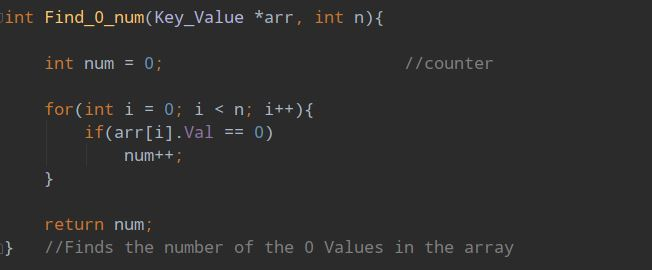 int Find_0_num(Key_Value *arr, int n){
int num = 0; //counter
for(int i = 0; i < n; i++){
if(arr[i].Val == 0)
num++;
}
return num;
} //Finds the number of the 0 Values in the array